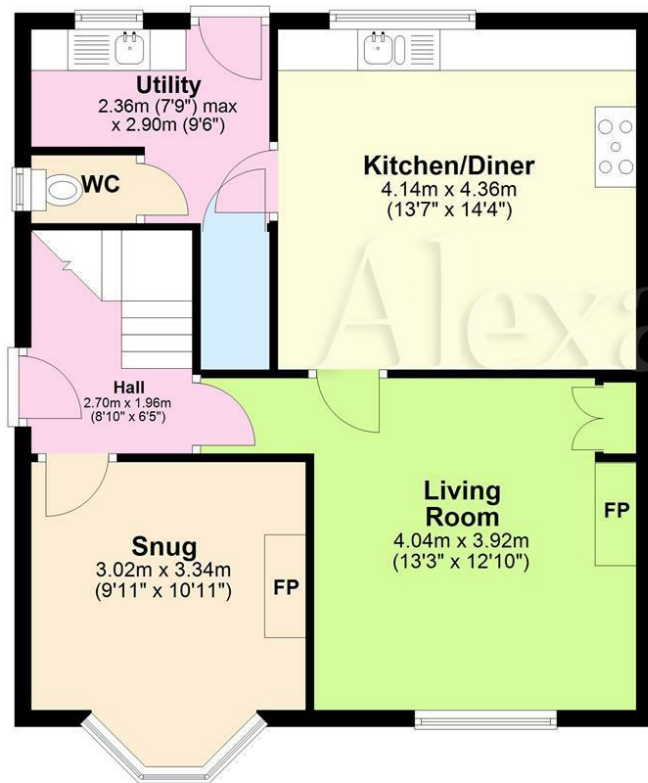 Utility
2.36m (7'9") max
x 2.90m (9'6")
WC
Kitchen/Diner
4.14m x 4.36m
(13'7" x 14'4")
Alexa
Hall
2.70m x 1.96m
(8'10" x 6'5")
Living
Room
4.04m x 3.92m
(13'3" x 12'10")
FP
Snug
3.02m x 3.34m
(9'11" x 10'11")
FP